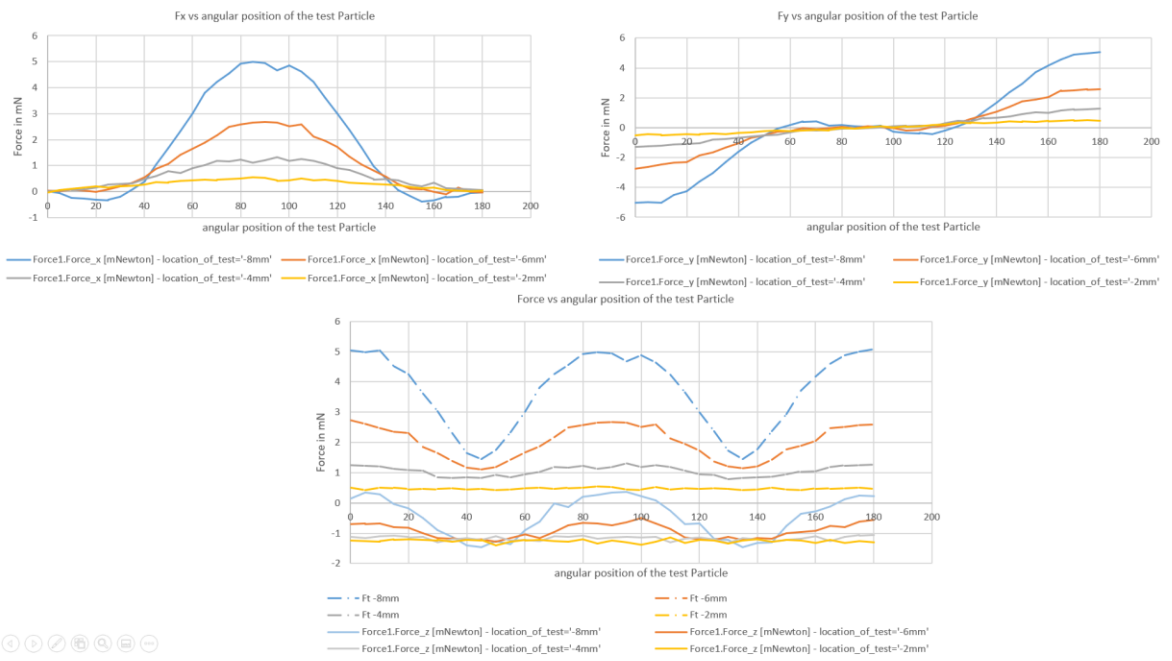 Fx vs angular position of the test Particle
6
5
4
3
2
1
0
-1
0 20 40 60 80 100 120 140 160 180 200
Force in mN
angular position of the test Particle
Force1.Force_x [mNewton] - location_of_test='-8mm' Force1.Force_x [mNewton] - location_of_test='-6mm'
Force1.Force_x [mNewton] - location_of_test='-4mm' Force1.Force_x [mNewton] - location_of_test='-2mm'
Fy vs angular position of the test Particle
6
4
2
0
-2
-4
-6
0 20 40 60 80 100 120 140 160 180 200
Force in mN
angular position of the test Particle
Force1.Force_y [mNewton] - location_of_test='-8mm' Force1.Force_y [mNewton] - location_of_test='-6mm'
Force1.Force_y [mNewton] - location_of_test='-4mm' Force1.Force_y [mNewton] - location_of_test='-2mm'
Force vs angular position of the test Particle
6
5
4
3
2
1
0
-1
-2
0 20 40 60 80 100 120 140 160 180 200
Force in mN
angular position of the test Particle
Ft -8mm Ft -6mm
Ft -4mm Ft -2mm
Force1.Force_z [mNewton] - location_of_test='-8mm' Force1.Force_z [mNewton] - location_of_test='-6mm'
Force1.Force_z [mNewton] - location_of_test='-4mm' Force1.Force_z [mNewton] - location_of_test='-2mm'